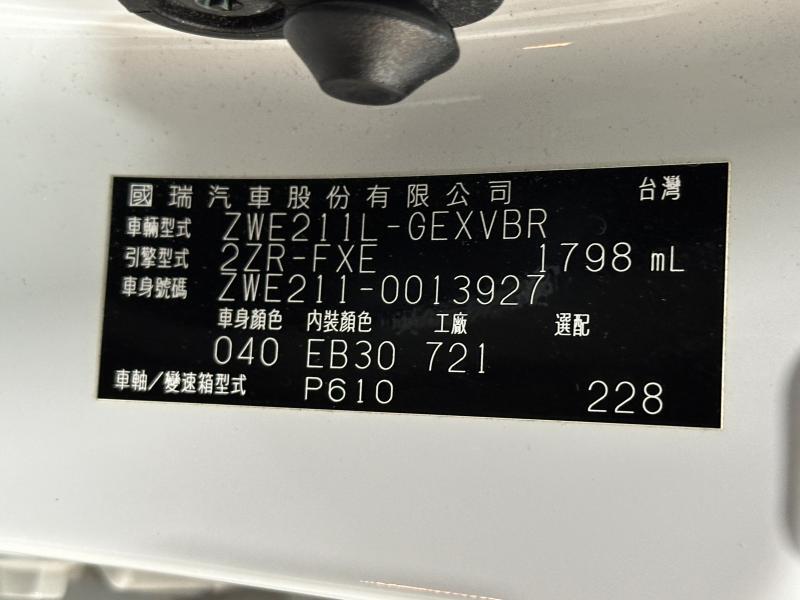 國瑞汽車股份有限公司 台灣
車輛型式 ZWE211L-GEXVBR
引擎型式 2ZR-FXE 1798 mL
車身號碼 ZWE211-0013927
車身顏色 內裝顏色 工廠 選配
040 EB30 721
車軸/變速箱型式 P610 228